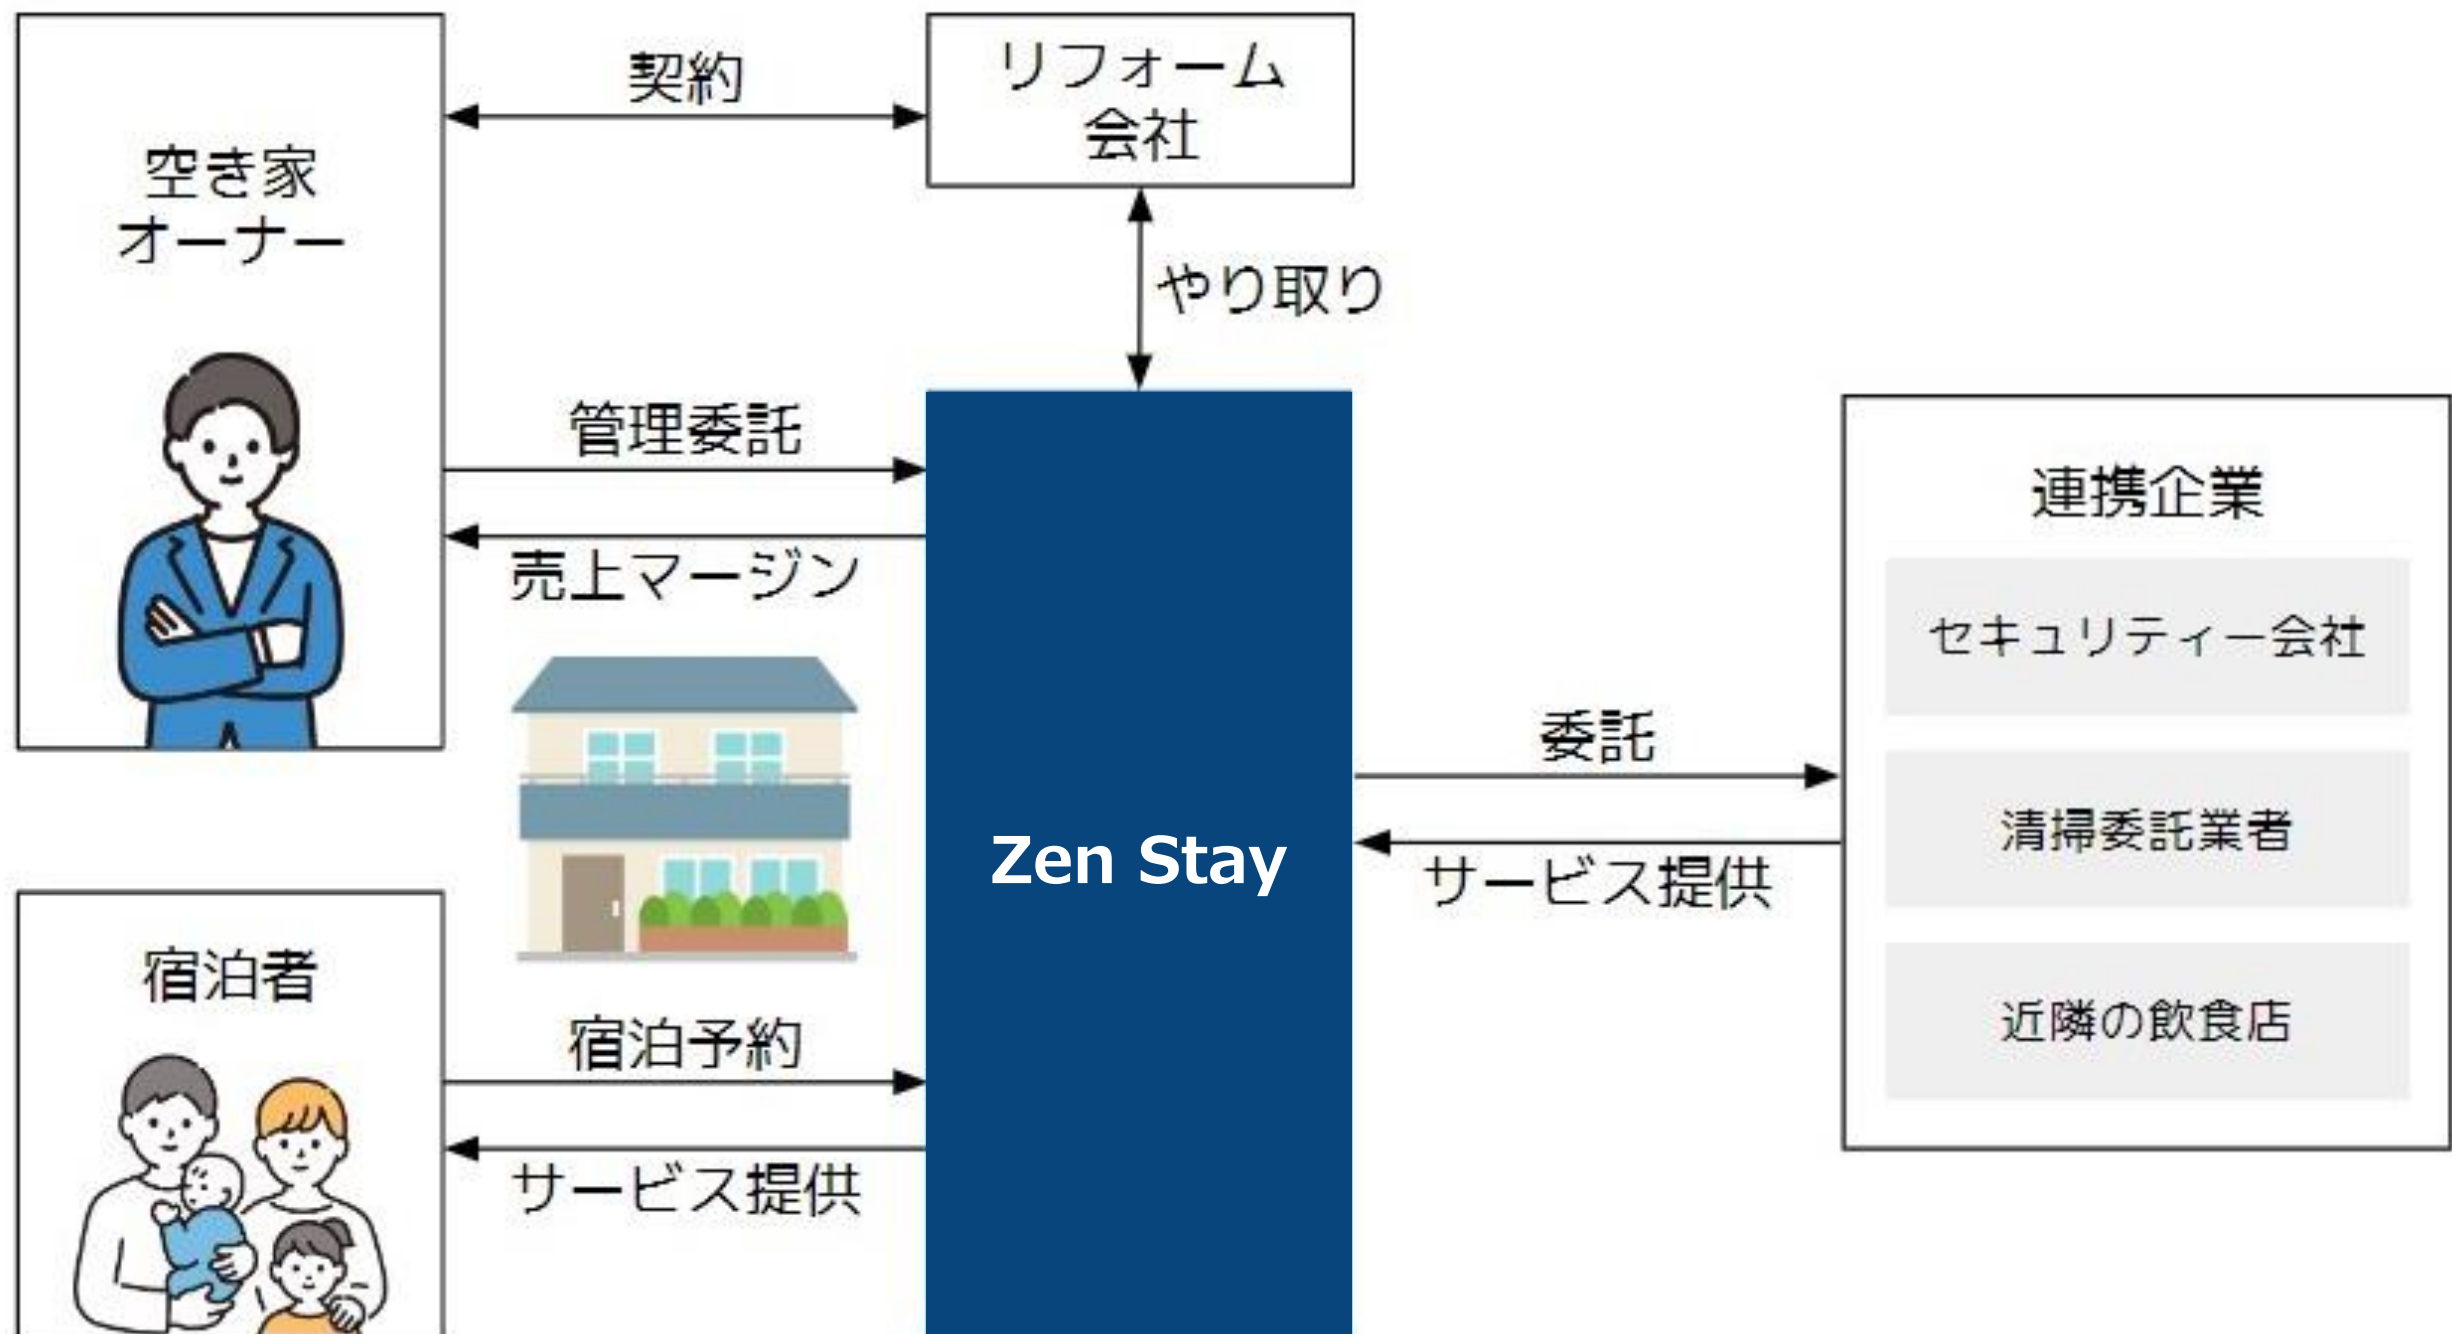 空き家
オーナー
契約
リフォーム
会社
やり取り
管理委託
売上マージン
Zen Stay
委託
サービス提供
連携企業
セキュリティー会社
清掃委託業者
近隣の飲食店
宿泊者
宿泊予約
サービス提供